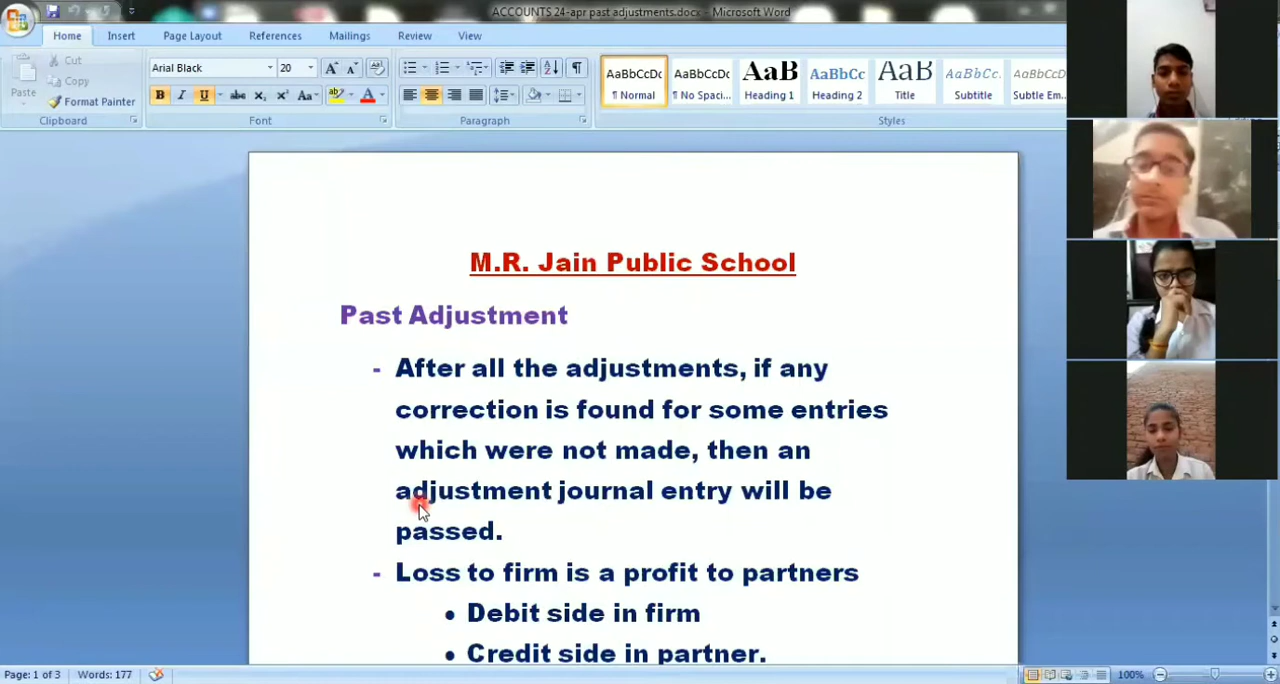 ACCOUNTS 24-apr past adjustments.docx - Microsoft Word
Home Insert Page Layout References Mailings Review View
Paste
Cut
Copy
Format Painter
Clipboard
Arial Black 20
B I U abc X₂ X² Aa A
Font
Paragraph
AaBbCcDc AaBbCcDc AaB AaBbCc AaB AaBbCc. AaBbCcDc
¶ Normal ¶ No Spaci... Heading 1 Heading 2 Title Subtitle Subtle Em...
Styles
M.R. Jain Public School
Past Adjustment
- After all the adjustments, if any
correction is found for some entries
which were not made, then an
adjustment journal entry will be
passed.
- Loss to firm is a profit to partners
• Debit side in firm
• Credit side in partner.
Page: 1 of 3 Words: 177 100%